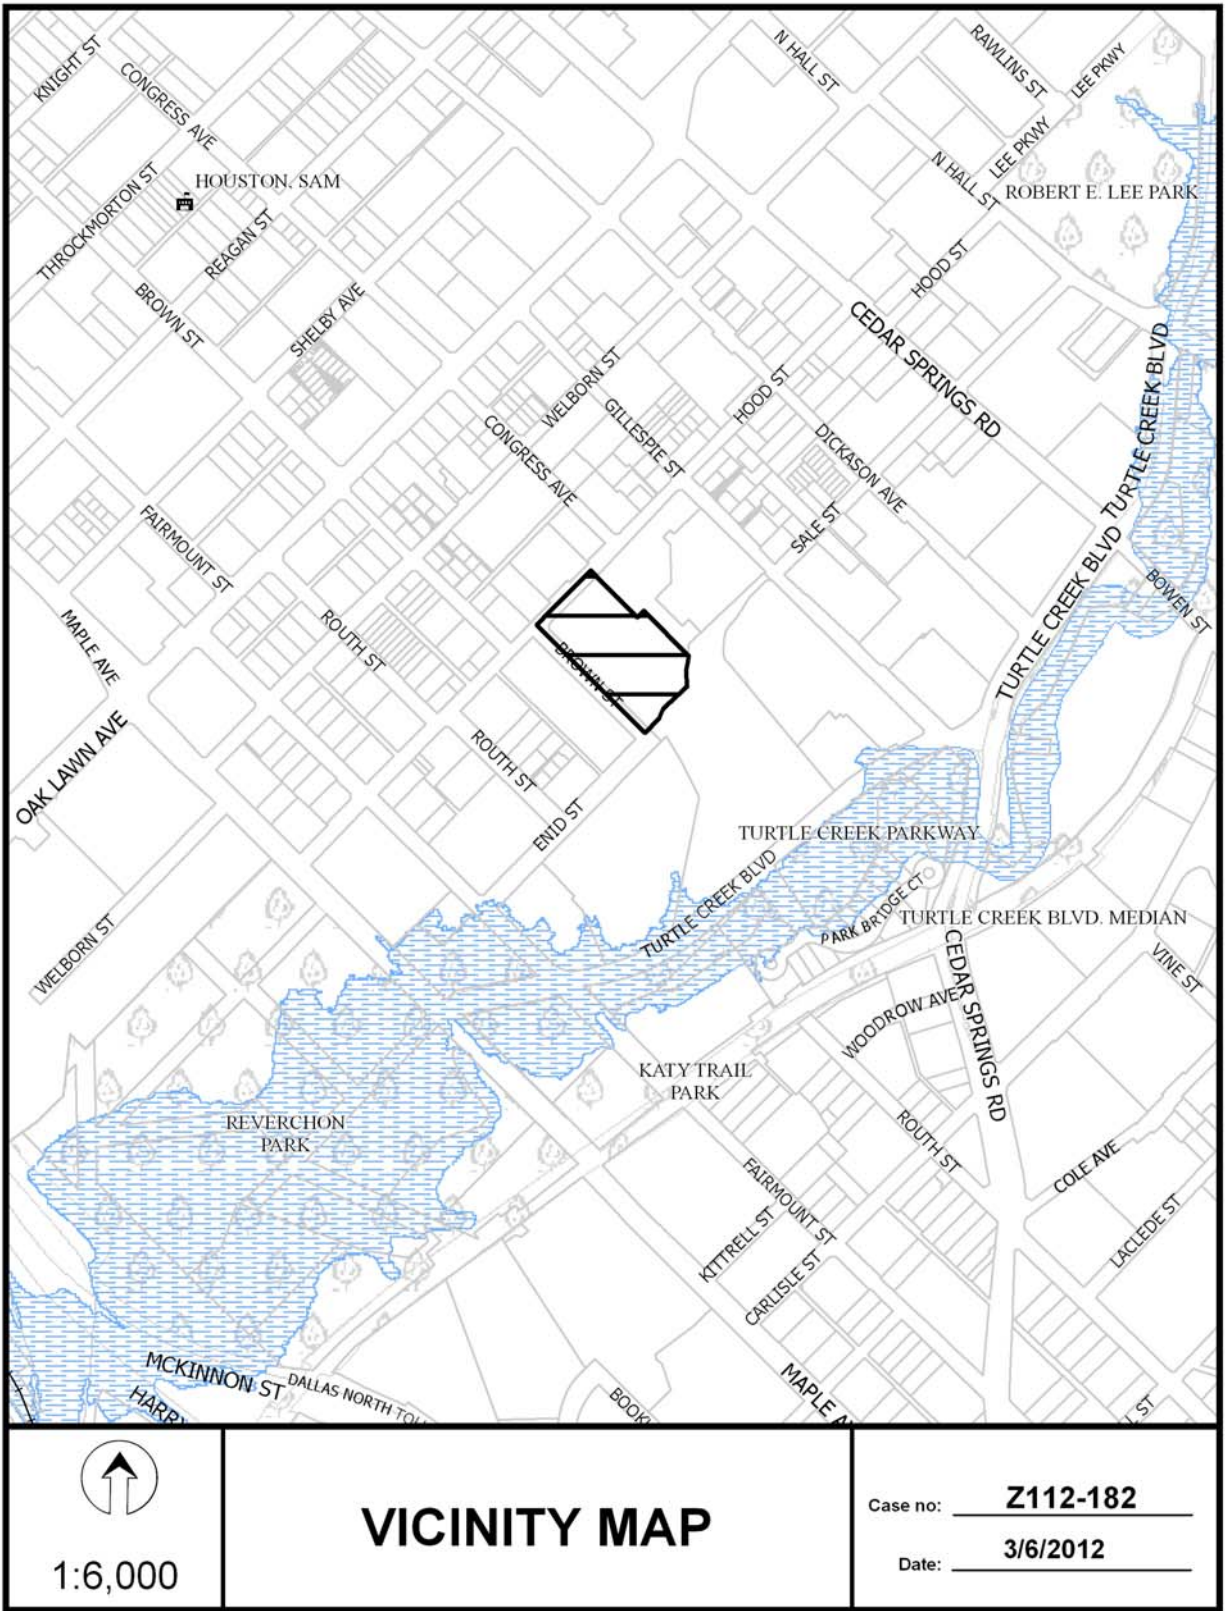 KNIGHT ST
CONGRESS AVE
N HALL ST
RAWLINS ST
LEE PKWY
LEE PKWY
N HALL ST
THROCKMORTON ST
HOUSTON, SAM
ROBERT E. LEE PARK
REAGAN ST
HOOD ST
BROWN ST
SHELBY AVE
CEDAR SPRINGS RD
TURTLE CREEK BLVD
WELBORN ST
HOOD ST
GILLESPIE ST
CONGRESS AVE
DICKASON AVE
SALE ST
FAIRMOUNT ST
TURTLE CREEK BLVD
BOWEN ST
MAPLE AVE
ROUTH ST
BROWN ST
OAK LAWN AVE
ROUTH ST
ENID ST
TURTLE CREEK PARKWAY
TURTLE CREEK BLVD
PARK BRIDGE CT
TURTLE CREEK BLVD. MEDIAN
WELBORN ST
CEDAR SPRINGS RD
VINE ST
WOODROW AVE
KATY TRAIL
PARK
REVERCHON
PARK
ROUTH ST
COLE AVE
FAIRMOUNT ST
KITTRELL ST
LACLEDE ST
CARLISLE ST
MCKINNON ST
DALLAS NORTH TOL
HARRY
BOOK
MAPLE A
L ST
1:6,000
VICINITY MAP
Case no: Z112-182
Date: 3/6/2012